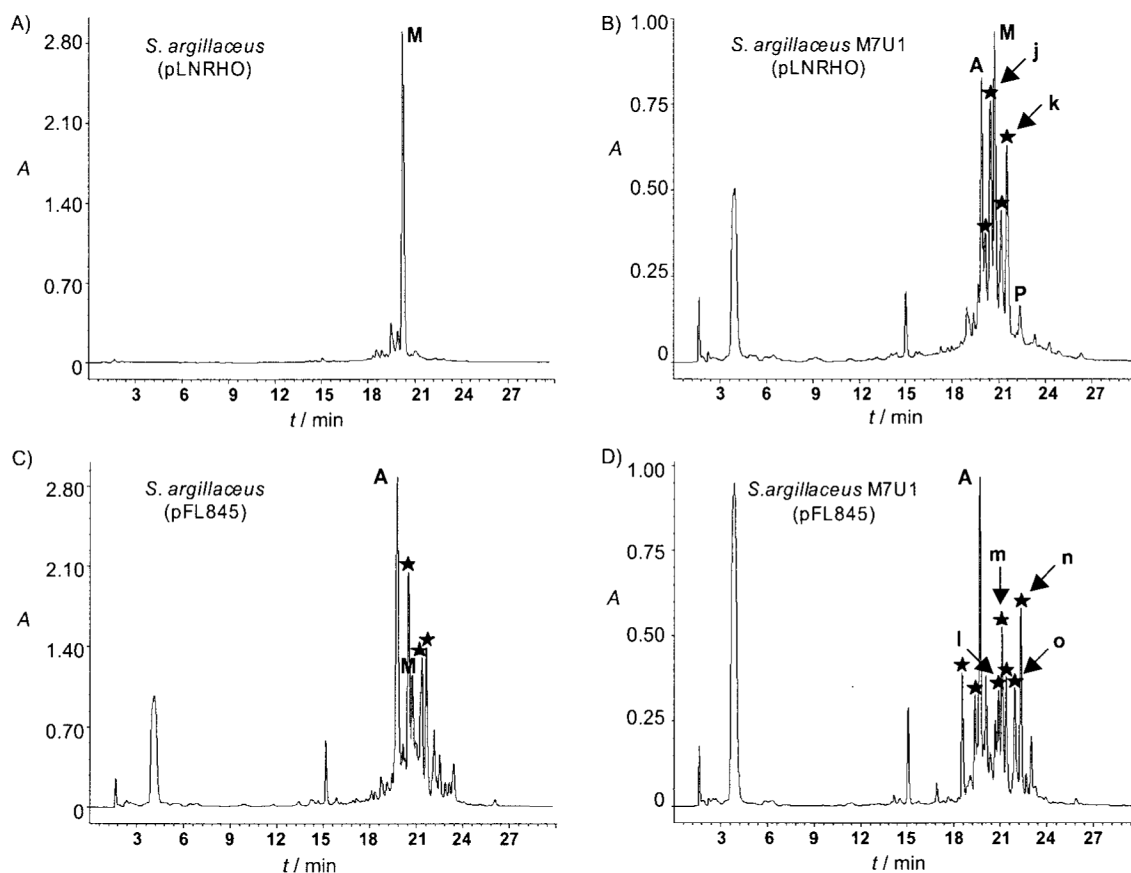 A)
S. argillaceus
(pLNRHO)
M
2.80
2.10
A
1.40
0.70
0
3 6 9 12 15 18 21 24 27
t / min
B)
S. argillaceus M7U1
(pLNRHO)
A
M
j
k
P
1.00
0.75
A
0.50
0.25
0
3 6 9 12 15 18 21 24 27
t / min
C)
S. argillaceus
(pFL845)
A
M
2.80
2.10
A
1.40
0.70
0
3 6 9 12 15 18 21 24 27
t / min
D)
S.argillaceus M7U1
(pFL845)
A
m
n
l
o
1.00
0.75
A
0.50
0.25
0
3 6 9 12 15 18 21 24 27
t / min